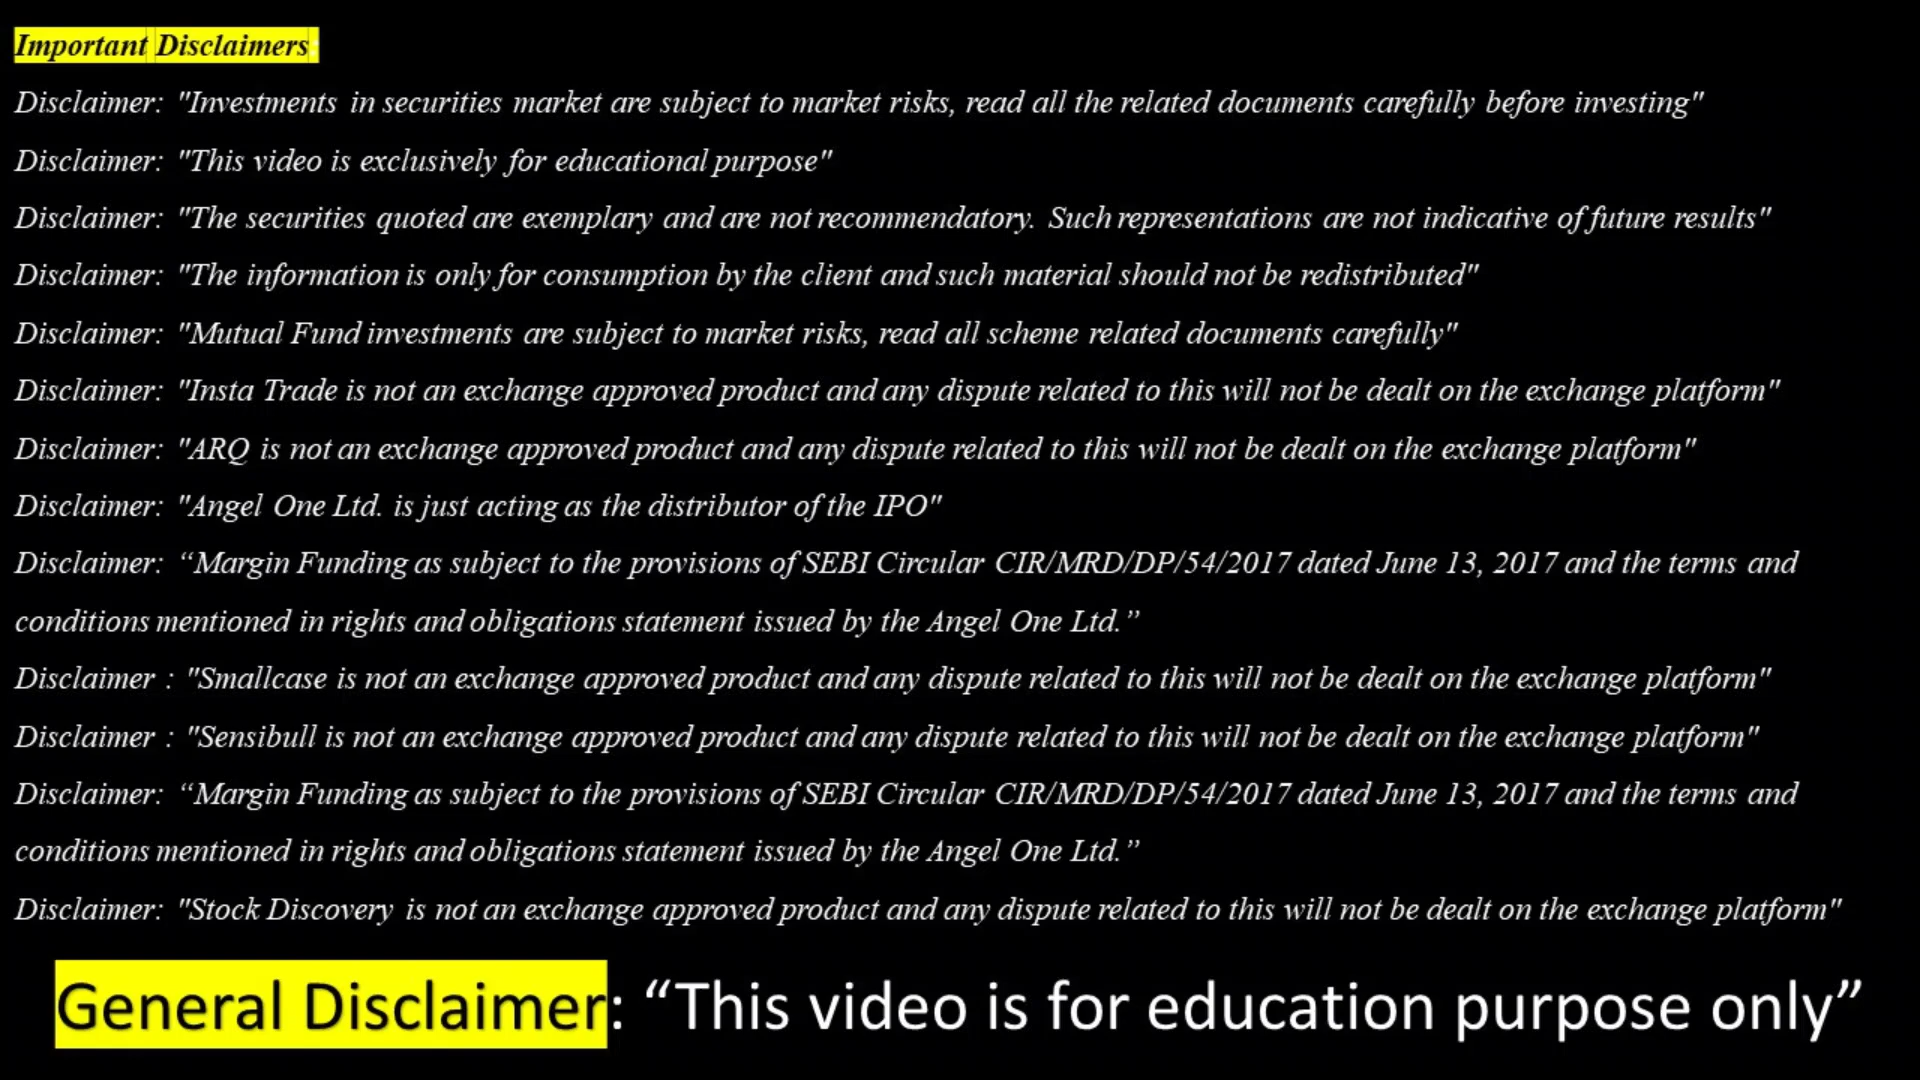 Important Disclaimers:
Disclaimer: "Investments in securities market are subject to market risks, read all the related documents carefully before investing"
Disclaimer: "This video is exclusively for educational purpose"
Disclaimer: "The securities quoted are exemplary and are not recommendatory. Such representations are not indicative of future results"
Disclaimer: "The information is only for consumption by the client and such material should not be redistributed"
Disclaimer: "Mutual Fund investments are subject to market risks, read all scheme related documents carefully"
Disclaimer: "Insta Trade is not an exchange approved product and any dispute related to this will not be dealt on the exchange platform"
Disclaimer: "ARQ is not an exchange approved product and any dispute related to this will not be dealt on the exchange platform"
Disclaimer: "Angel One Ltd. is just acting as the distributor of the IPO"
Disclaimer: “Margin Funding as subject to the provisions of SEBI Circular CIR/MRD/DP/54/2017 dated June 13, 2017 and the terms and
conditions mentioned in rights and obligations statement issued by the Angel One Ltd.”
Disclaimer : "Smallcase is not an exchange approved product and any dispute related to this will not be dealt on the exchange platform"
Disclaimer : "Sensibull is not an exchange approved product and any dispute related to this will not be dealt on the exchange platform"
Disclaimer: “Margin Funding as subject to the provisions of SEBI Circular CIR/MRD/DP/54/2017 dated June 13, 2017 and the terms and
conditions mentioned in rights and obligations statement issued by the Angel One Ltd.”
Disclaimer: "Stock Discovery is not an exchange approved product and any dispute related to this will not be dealt on the exchange platform"
General Disclaimer: “This video is for education purpose only”